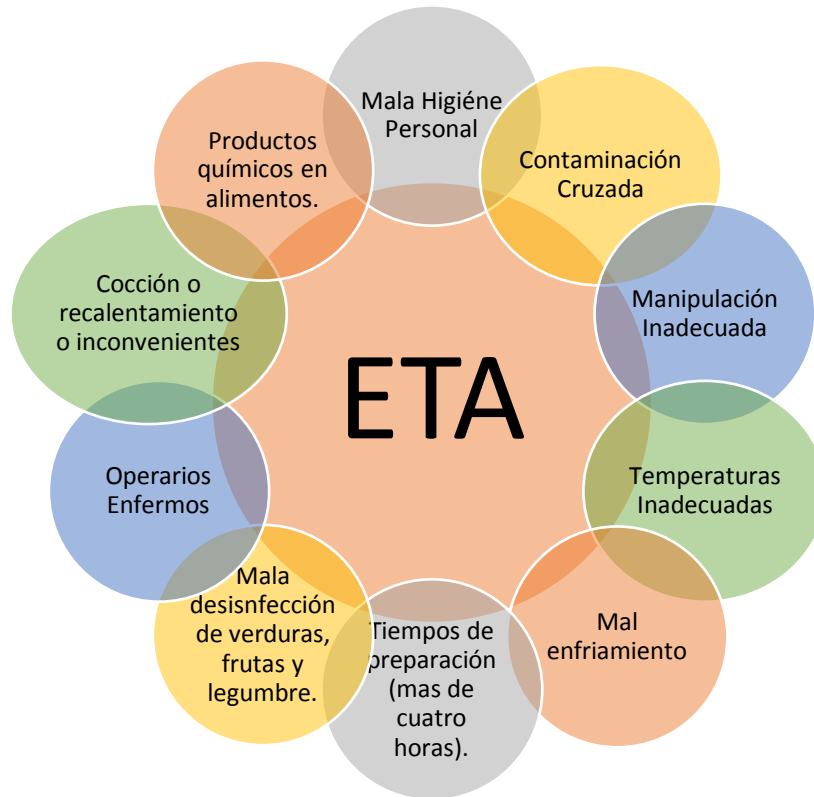 Mala Higiéne
Personal
Contaminación
Cruzada
Manipulación
Inadecuada
Temperaturas
Inadecuadas
Mal
enfriamiento
Tiempos de
preparación
(mas de
cuatro
horas).
Mala
desisnfección
de verduras,
frutas y
legumbre.
Operarios
Enfermos
Cocción o
recalentamiento
o inconvenientes
Productos
químicos en
alimentos.
ETA